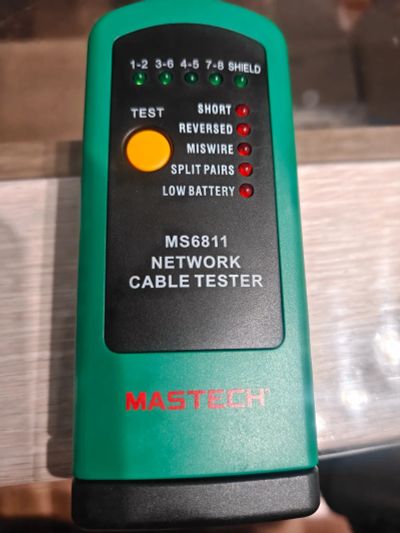 1-2 3-6 4-5 7-8 SHIELD
TEST
SHORT
REVERSED
MISWIRE
SPLIT PAIRS
LOW BATTERY
MS6811
NETWORK
CABLE TESTER
MASTECH®